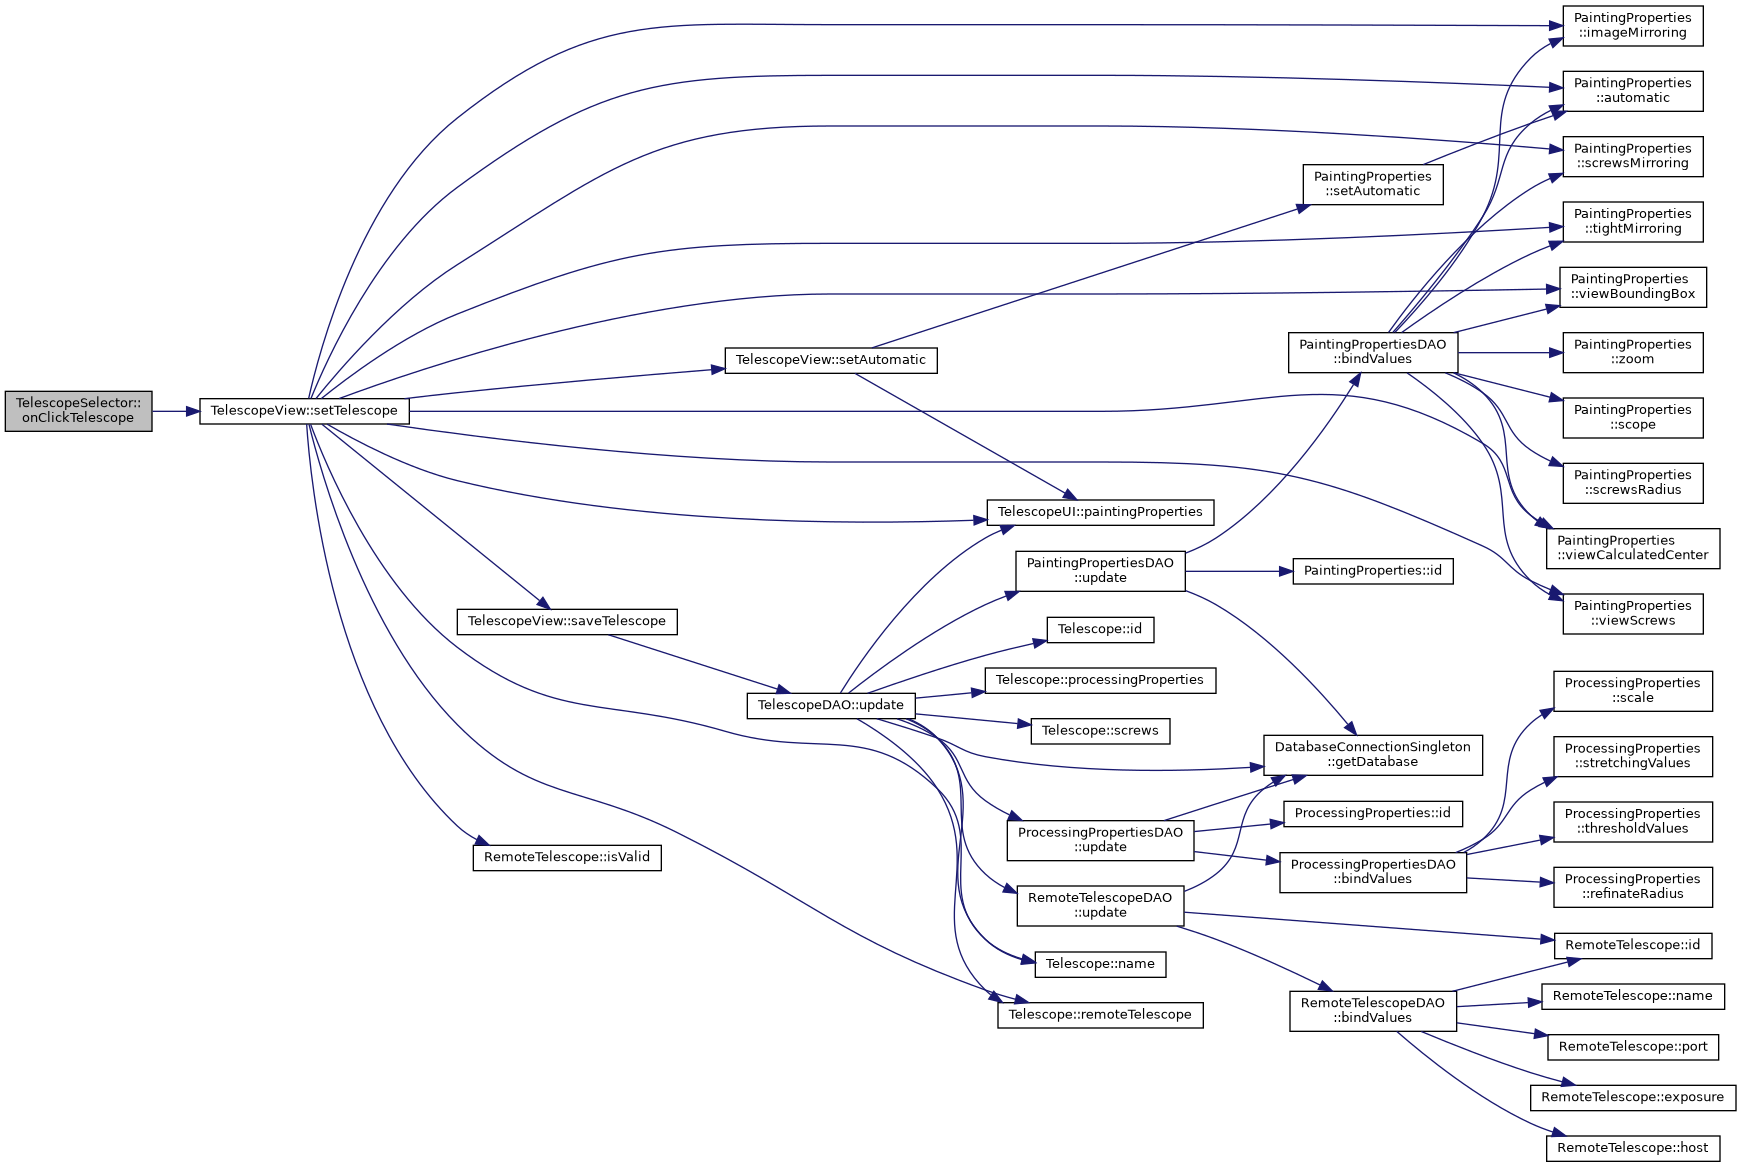 TelescopeSelector::
onClickTelescope
TelescopeView::setTelescope
TelescopeView::setAutomatic
TelescopeView::saveTelescope
RemoteTelescope::isValid
TelescopeDAO::update
TelescopeUI::paintingProperties
PaintingPropertiesDAO
::update
Telescope::id
Telescope::processingProperties
Telescope::screws
ProcessingPropertiesDAO
::update
RemoteTelescopeDAO
::update
Telescope::name
Telescope::remoteTelescope
PaintingProperties
::setAutomatic
PaintingPropertiesDAO
::bindValues
PaintingProperties::id
DatabaseConnectionSingleton
::getDatabase
ProcessingProperties::id
ProcessingPropertiesDAO
::bindValues
RemoteTelescopeDAO
::bindValues
PaintingProperties
::imageMirroring
PaintingProperties
::automatic
PaintingProperties
::screwsMirroring
PaintingProperties
::tightMirroring
PaintingProperties
::viewBoundingBox
PaintingProperties
::zoom
PaintingProperties
::scope
PaintingProperties
::screwsRadius
PaintingProperties
::viewCalculatedCenter
PaintingProperties
::viewScrews
ProcessingProperties
::scale
ProcessingProperties
::stretchingValues
ProcessingProperties
::thresholdValues
ProcessingProperties
::refinateRadius
RemoteTelescope::id
RemoteTelescope::name
RemoteTelescope::port
RemoteTelescope::exposure
RemoteTelescope::host